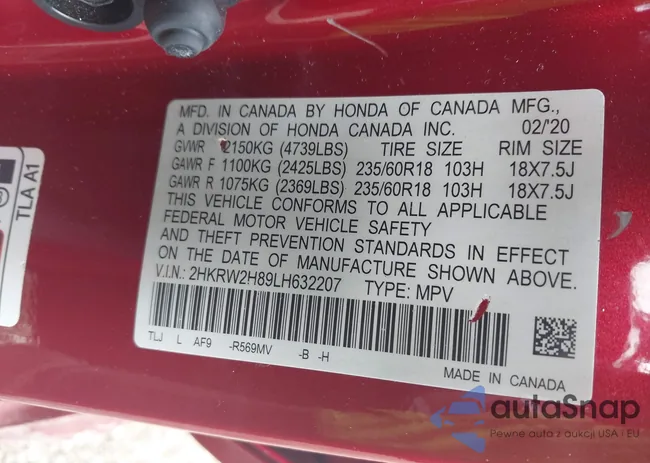 MFD. IN CANADA BY HONDA OF CANADA MFG.,
A DIVISION OF HONDA CANADA INC. 02/'20
GVWR 2150KG (4739LBS) TIRE SIZE RIM SIZE
GAWR F 1100KG (2425LBS) 235/60R18 103H 18X7.5J
GAWR R 1075KG (2369LBS) 235/60R18 103H 18X7.5J
THIS VEHICLE CONFORMS TO ALL APPLICABLE
FEDERAL MOTOR VEHICLE SAFETY
AND THEFT PREVENTION STANDARDS IN EFFECT
ON THE DATE OF MANUFACTURE SHOWN ABOVE.
V.I.N.: 2HKRW2H89LH632207 TYPE: MPV
TLJ L AF9 -R569MV -B -H
MADE IN CANADA
TLA A1
autoSnap
Pewne auta z aukcji USA i EU